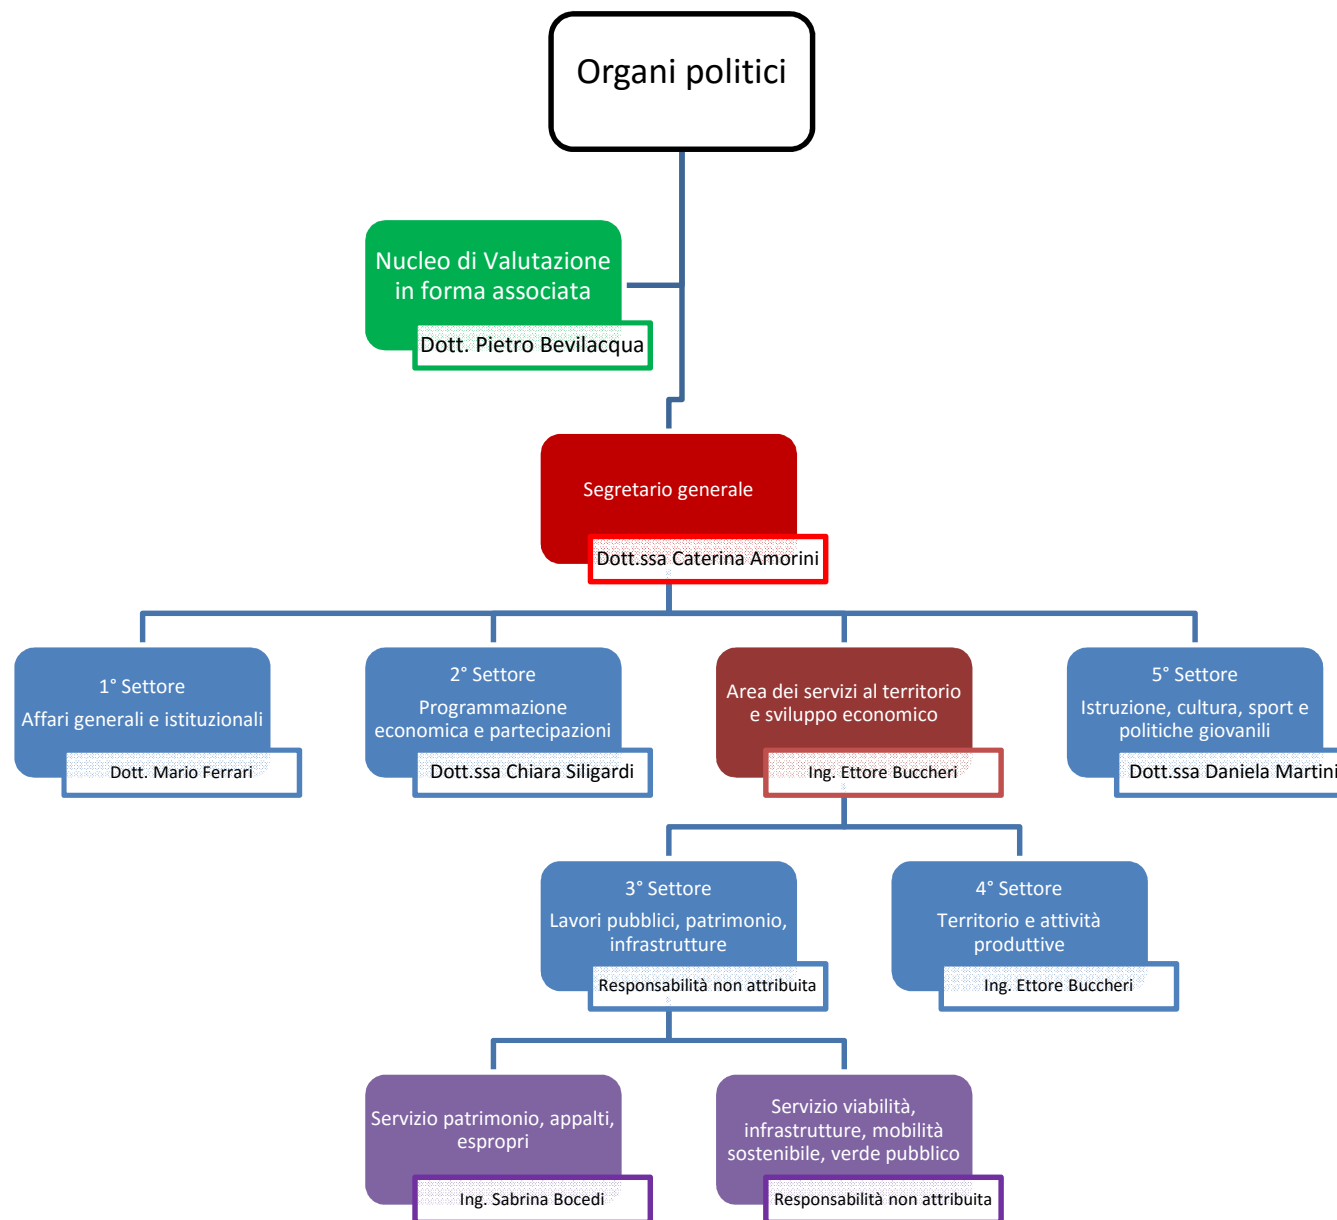 Organi politici
Nucleo di Valutazione
in forma associata
Dott. Pietro Bevilacqua
Segretario generale
Dott.ssa Caterina Amorini
1° Settore
Affari generali e istituzionali
Dott. Mario Ferrari
2° Settore
Programmazione
economica e partecipazioni
Dott.ssa Chiara Siligardi
Area dei servizi al territorio
e sviluppo economico
Ing. Ettore Buccheri
5° Settore
Istruzione, cultura, sport e
politiche giovanili
Dott.ssa Daniela Martini
3° Settore
Lavori pubblici, patrimonio,
infrastrutture
Responsabilità non attribuita
4° Settore
Territorio e attività
produttive
Ing. Ettore Buccheri
Servizio patrimonio, appalti,
espropri
Ing. Sabrina Bocedi
Servizio viabilità,
infrastrutture, mobilità
sostenibile, verde pubblico
Responsabilità non attribuita